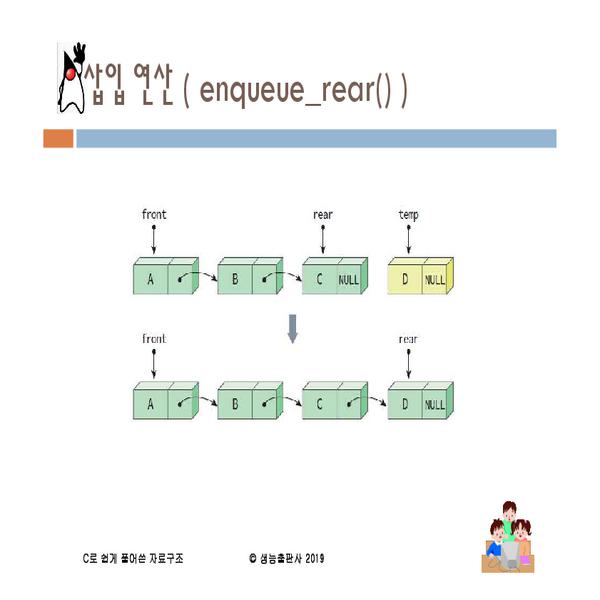 삽입 연산 ( enqueue_rear() )
front rear temp
A B C NULL D NULL
front rear
A B C D NULL
C로 쉽게 풀어쓴 자료구조 © 생능출판사 2019